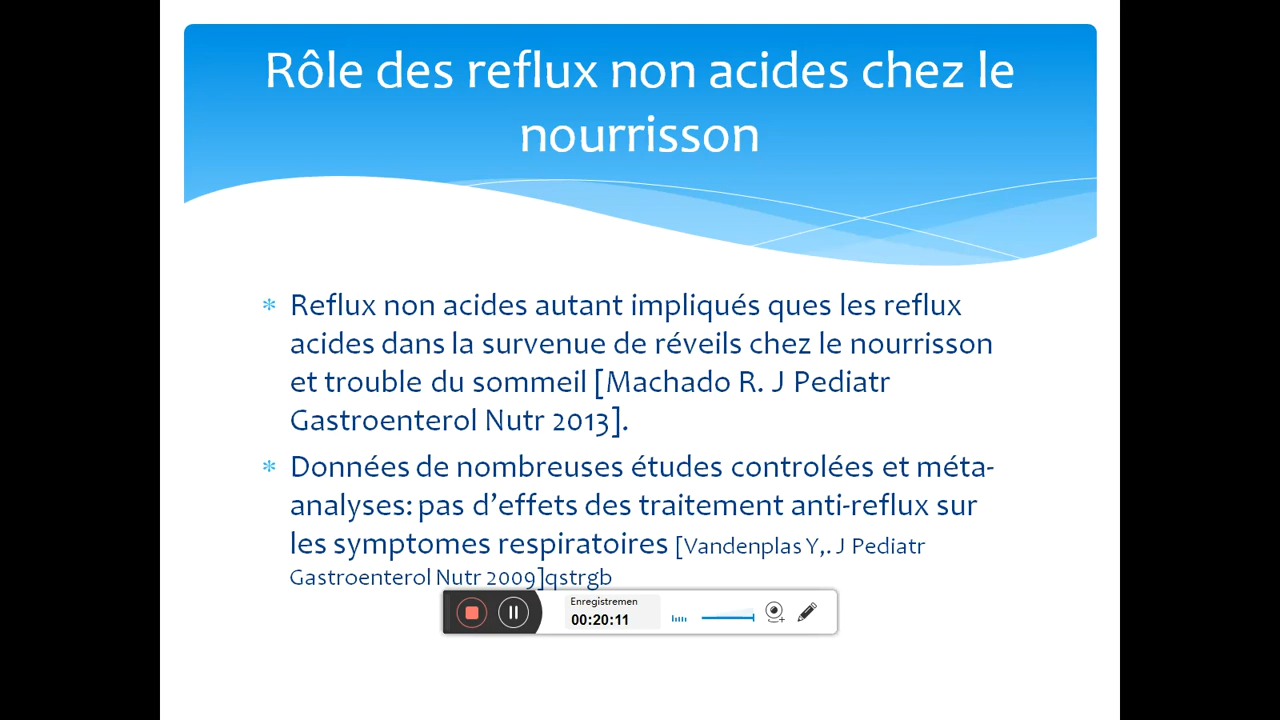 Rôle des reflux non acides chez le
nourrisson
* Reflux non acides autant impliqués ques les reflux
acides dans la survenue de réveils chez le nourrisson
et trouble du sommeil [Machado R. J Pediatr
Gastroenterol Nutr 2013].
* Données de nombreuses études controlées et méta-
analyses: pas d’effets des traitement anti-reflux sur
les symptomes respiratoires [Vandenplas Y,. J Pediatr
Gastroenterol Nutr 2009]qstrgb
Enregistremen
00:20:11